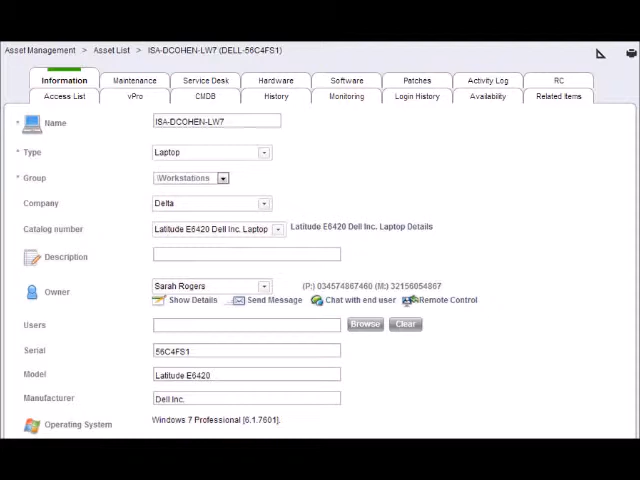 Asset Management > Asset List > ISA-DCOHEN-LW7 (DELL-56C4FS1)
Information Maintenance Service Desk Hardware Software Patches Activity Log RC
Access List vPro CMDB History Monitoring Login History Availability Related Items
* Name ISA-DCOHEN-LW7
* Type Laptop
* Group \Workstations
Company Delta
Catalog number Latitude E6420 Dell Inc. Laptop Latitude E6420 Dell Inc. Laptop Details
Description
Owner Sarah Rogers (P:) 034574867460 (M:) 32156054867
Show Details Send Message Chat with end user Remote Control
Users Browse Clear
Serial 56C4FS1
Model Latitude E6420
Manufacturer Dell Inc.
Operating System Windows 7 Professional [6.1.7601].